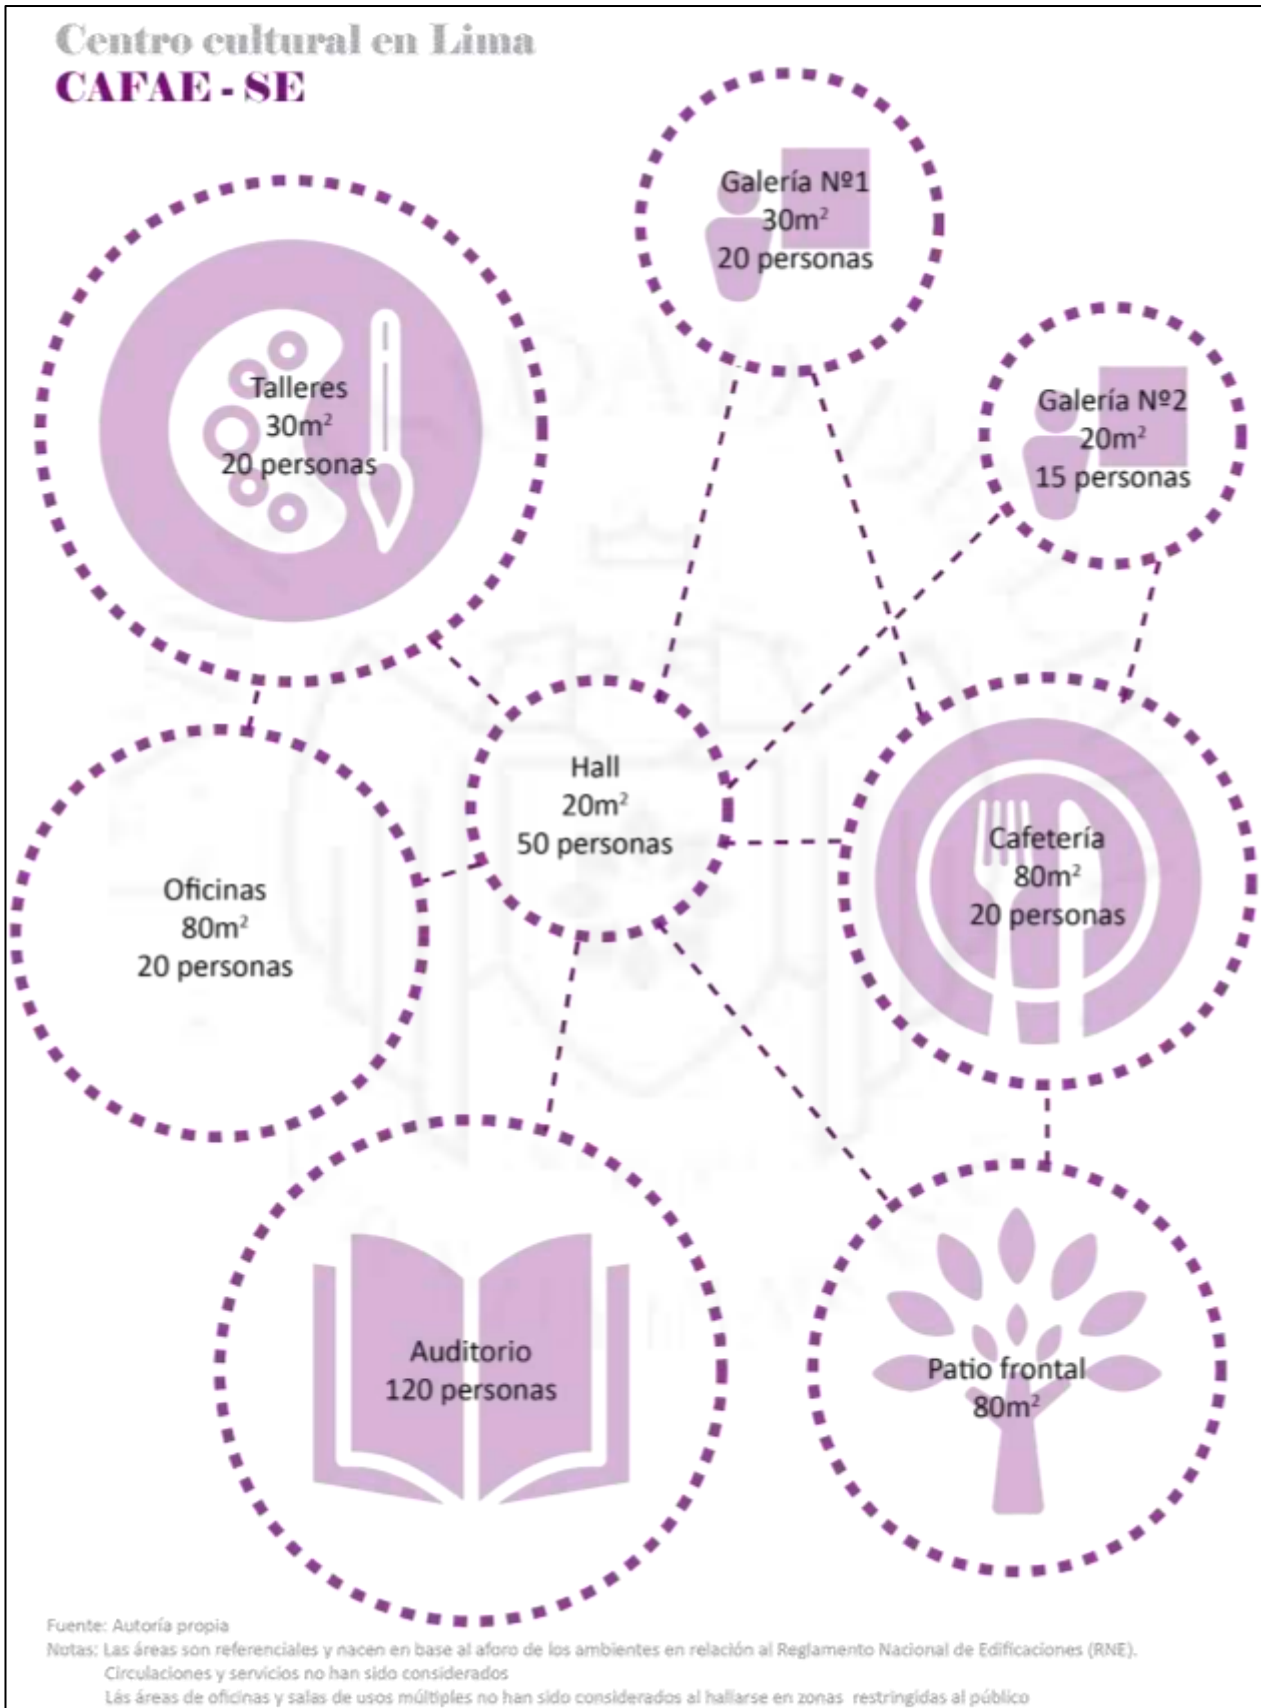 Centro cultural en Lima
CAFAE - SE
Galería Nº1
30m²
20 personas
Talleres
30m²
20 personas
Galería Nº2
20m²
15 personas
Hall
20m²
50 personas
Cafetería
80m²
20 personas
Oficinas
80m²
20 personas
Auditorio
120 personas
Patio frontal
80m²
Fuente: Autoría propia
Notas: Las áreas son referenciales y nacen en base al aforo de los ambientes en relación al Reglamento Nacional de Edificaciones (RNE).
Circulaciones y servicios no han sido considerados
Lás áreas de oficinas y salas de usos múltiples no han sido considerados al hallarse en zonas restringidas al público